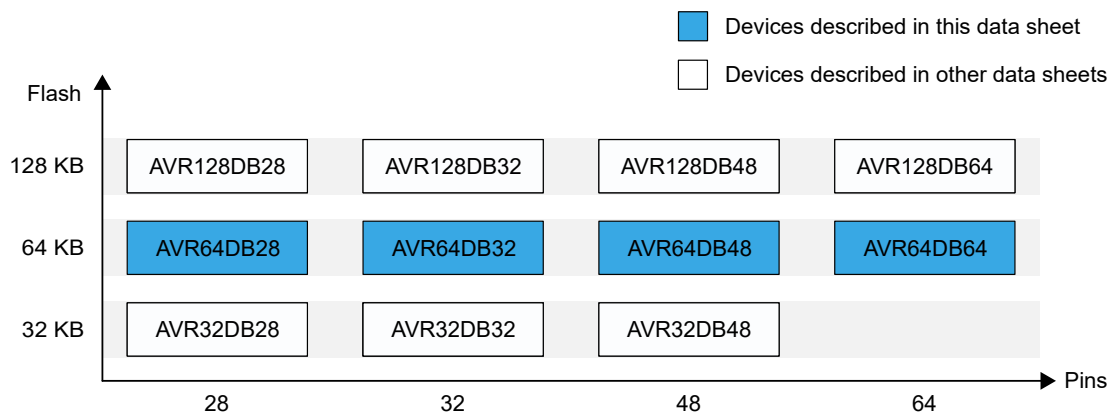 Devices described in this data sheet
Devices described in other data sheets
Flash
128 KB AVR128DB28 AVR128DB32 AVR128DB48 AVR128DB64
64 KB AVR64DB28 AVR64DB32 AVR64DB48 AVR64DB64
32 KB AVR32DB28 AVR32DB32 AVR32DB48
Pins
28 32 48 64